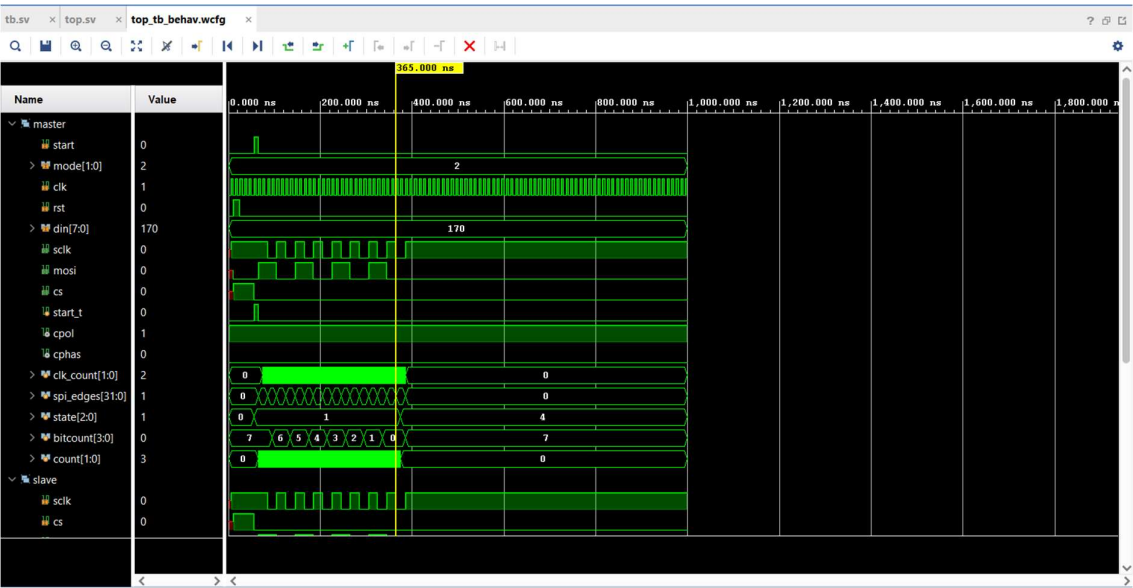 tb.sv × top.sv × top_tb_behav.wcfg × ?
365.000 ns
Name Value 0.000 ns 200.000 ns 400.000 ns 600.000 ns 800.000 ns 1,000.000 ns 1,200.000 ns 1,400.000 ns 1,600.000 ns 1,800.000 n
master
start 0
mode[1:0] 2 2
clk 1
rst 0
din[7:0] 170 170
sclk 0
mosi 0
cs 0
start_t 0
cpol 1
cphas 0
clk_count[1:0] 2 0 0
spi_edges[31:0] 1 0 0
state[2:0] 1 0 1 4
bitcount[3:0] 0 7 6 5 4 3 2 1 0 7
count[1:0] 3 0 0
slave
sclk 0
cs 0